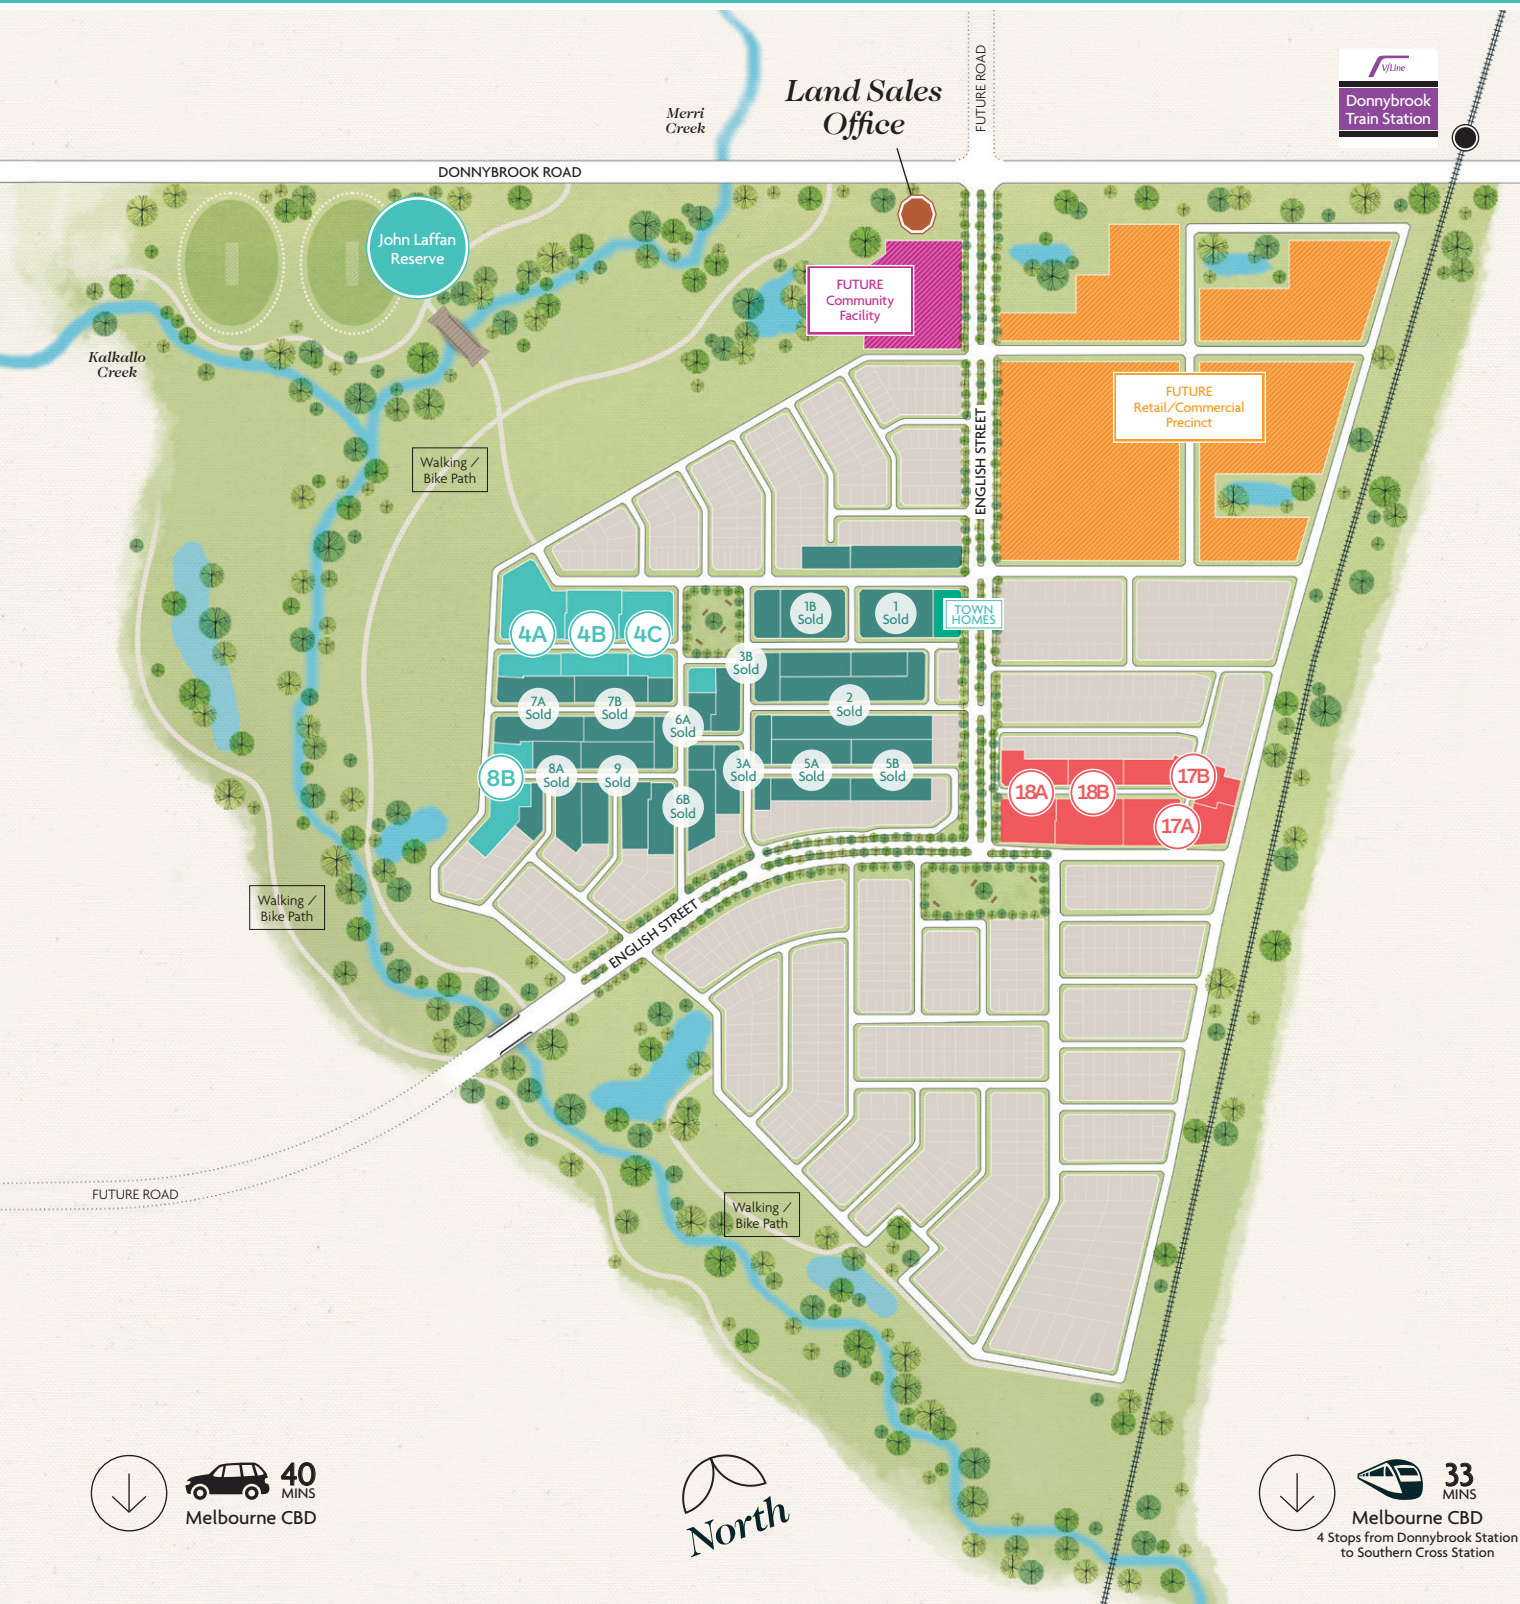 FUTURE ROAD
V/Line
Donnybrook
Train Station
Land Sales
Office
Merri
Creek
DONNYBROOK ROAD
John Laffan
Reserve
FUTURE
Community
Facility
Kalkallo
Creek
FUTURE
Retail/Commercial
Precinct
ENGLISH STREET
Walking /
Bike Path
1B
Sold
1
Sold
TOWN
HOMES
4A
4B
4C
3B
Sold
7A
Sold
7B
Sold
2
Sold
6A
Sold
8B
8A
Sold
9
Sold
3A
Sold
5A
Sold
5B
Sold
6B
Sold
17B
18A
18B
17A
Walking /
Bike Path
ENGLISH STREET
FUTURE ROAD
Walking /
Bike Path
40
MINS
Melbourne CBD
North
33
MINS
Melbourne CBD
4 Stops from Donnybrook Station
to Southern Cross Station